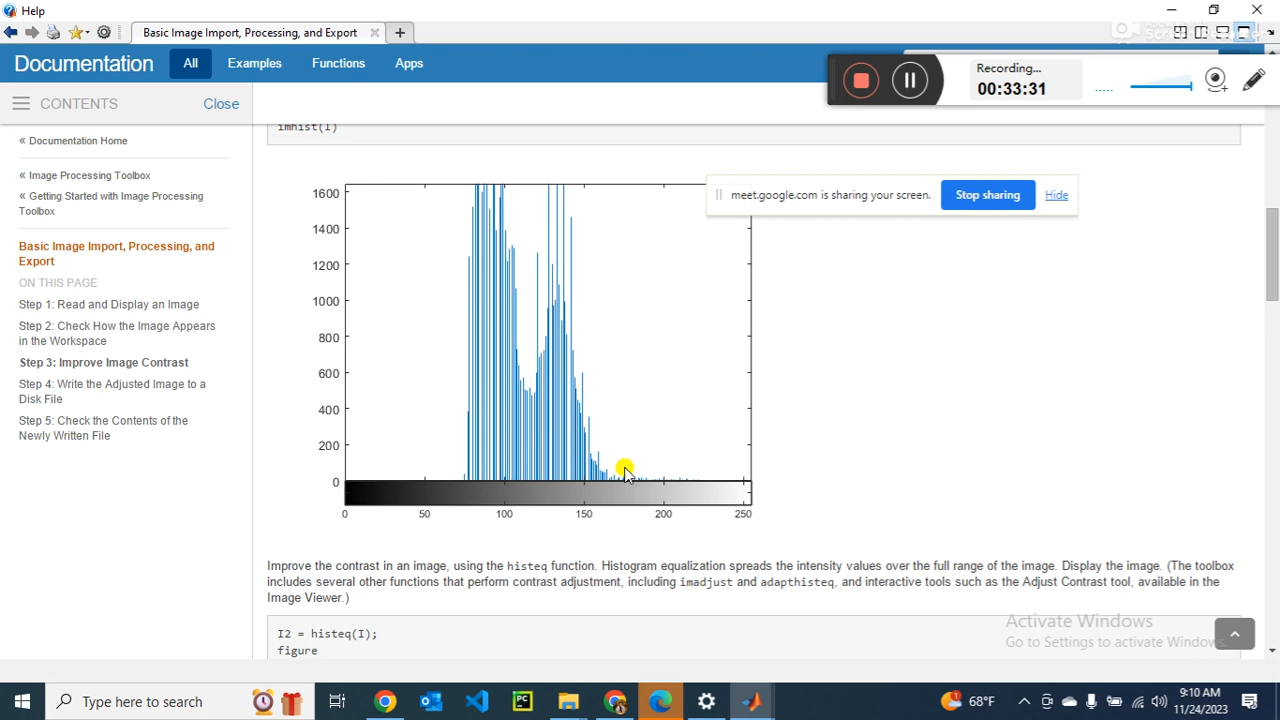 Help
Basic Image Import, Processing, and Export
Documentation
All
Examples
Functions
Apps
Recording...
00:33:31
CONTENTS
Close
« Documentation Home
« Image Processing Toolbox
« Getting Started with Image Processing
Toolbox
Basic Image Import, Processing, and
Export
ON THIS PAGE
Step 1: Read and Display an Image
Step 2: Check How the Image Appears
in the Workspace
Step 3: Improve Image Contrast
Step 4: Write the Adjusted Image to a
Disk File
Step 5: Check the Contents of the
Newly Written File
imhist(I)
meet.google.com is sharing your screen.
Stop sharing
Hide
1600
1400
1200
1000
800
600
400
200
0
0 50 100 150 200 250
Improve the contrast in an image, using the histeq function. Histogram equalization spreads the intensity values over the full range of the image. Display the image. (The toolbox
includes several other functions that perform contrast adjustment, including imadjust and adapthisteq, and interactive tools such as the Adjust Contrast tool, available in the
Image Viewer.)
I2 = histeq(I);
figure
Activate Windows
Go to Settings to activate Windows.
Type here to search
1
68°F
9:10 AM
11/24/2023